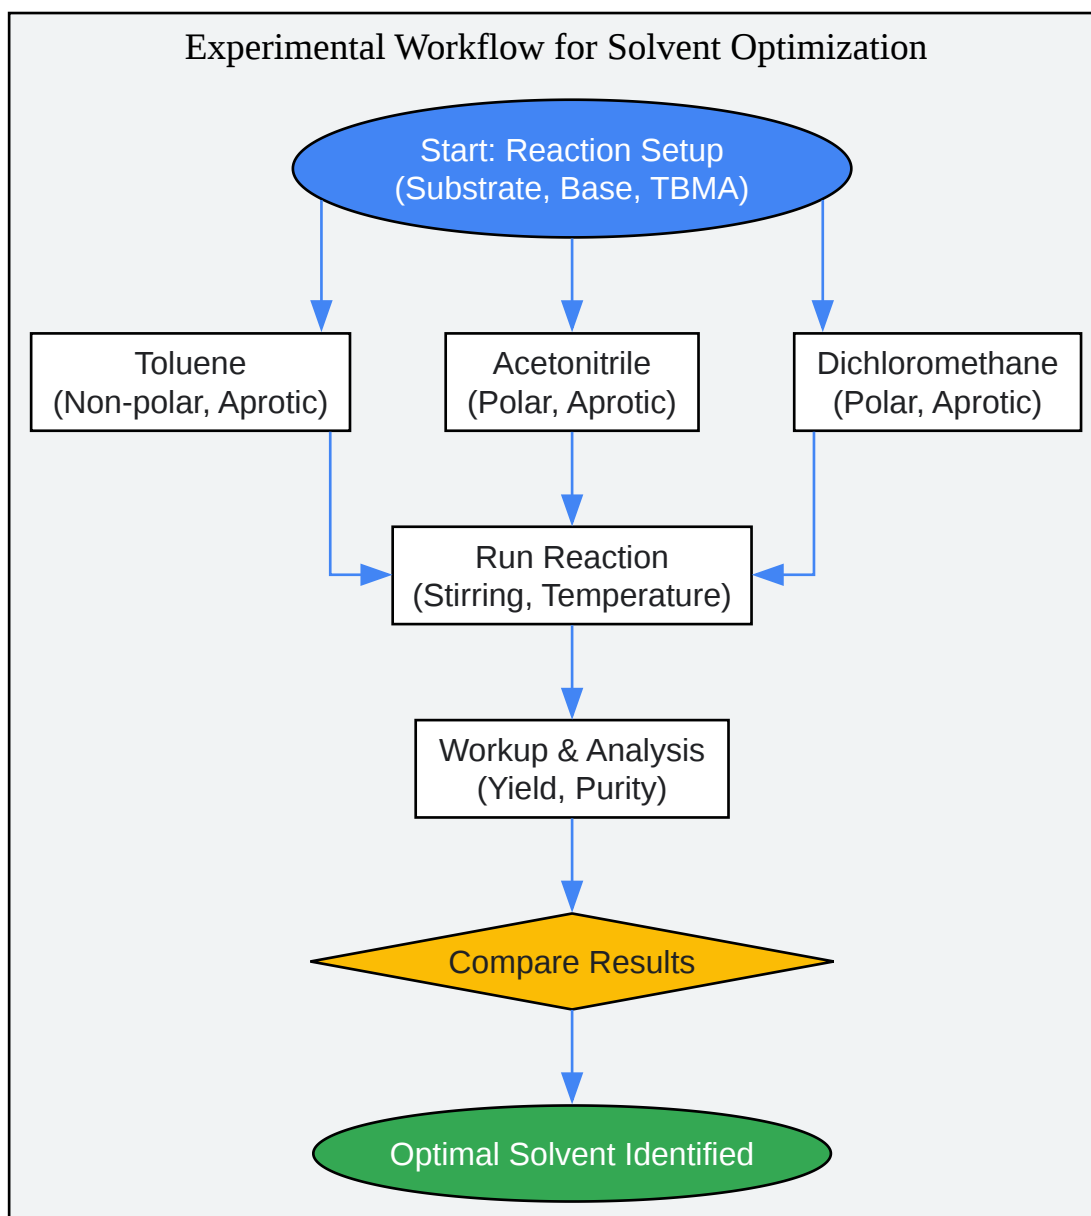 Experimental Workflow for Solvent Optimization
Start: Reaction Setup
(Substrate, Base, TBMA)
Toluene
(Non-polar, Aprotic)
Acetonitrile
(Polar, Aprotic)
Dichloromethane
(Polar, Aprotic)
Run Reaction
(Stirring, Temperature)
Workup & Analysis
(Yield, Purity)
Compare Results
Optimal Solvent Identified